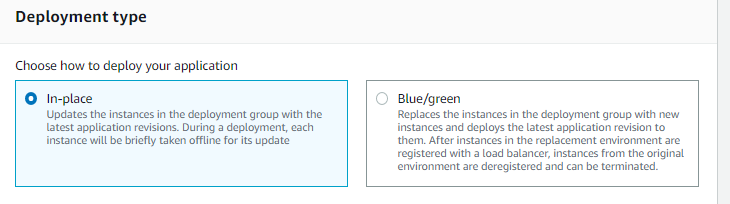 Deployment type
Choose how to deploy your application
In-place
Updates the instances in the deployment group with the
latest application revisions. During a deployment, each
instance will be briefly taken offline for its update
Blue/green
Replaces the instances in the deployment group with new
instances and deploys the latest application revision to
them. After instances in the replacement environment are
registered with a load balancer, instances from the original
environment are deregistered and can be terminated.